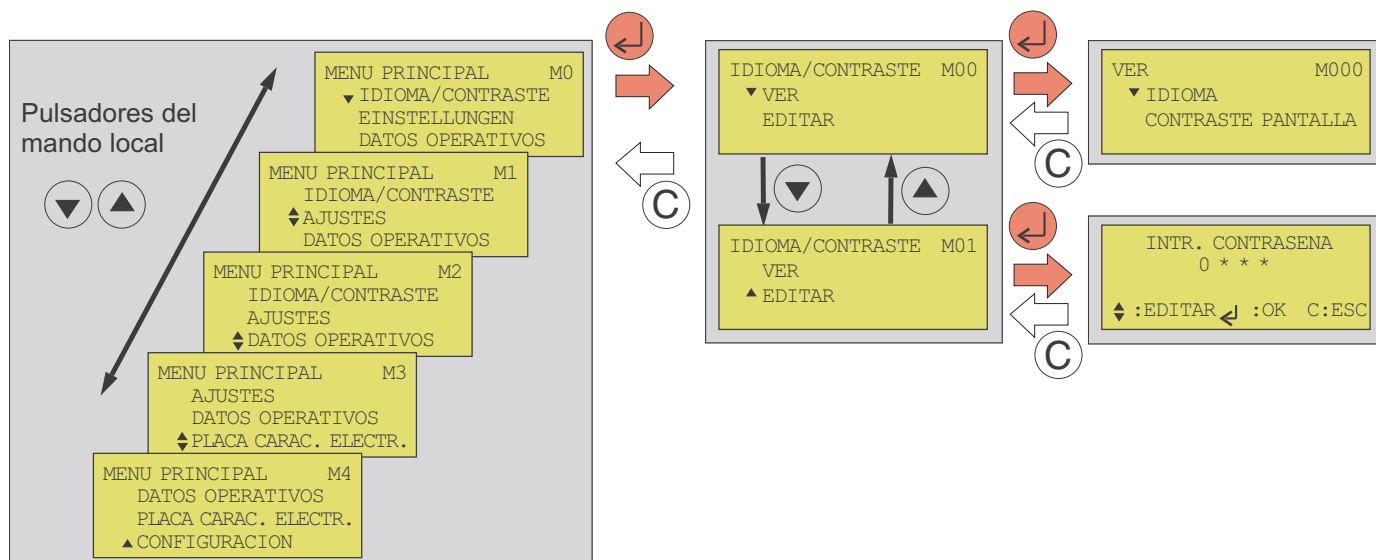 Pulsadores del
mando local
MENU PRINCIPAL M0
IDIOMA/CONTRASTE
EINSTELLUNGEN
DATOS OPERATIVOS
MENU PRINCIPAL M1
IDIOMA/CONTRASTE
AJUSTES
DATOS OPERATIVOS
MENU PRINCIPAL M2
IDIOMA/CONTRASTE
AJUSTES
DATOS OPERATIVOS
MENU PRINCIPAL M3
AJUSTES
DATOS OPERATIVOS
PLACA CARAC. ELECTR.
MENU PRINCIPAL M4
DATOS OPERATIVOS
PLACA CARAC. ELECTR.
CONFIGURACION
C
IDIOMA/CONTRASTE M00
VER
EDITAR
IDIOMA/CONTRASTE M01
VER
EDITAR
C
VER M000
IDIOMA
CONTRASTE PANTALLA
C
INTR. CONTRASENA
0 * * *
:EDITAR :OK C:ESC